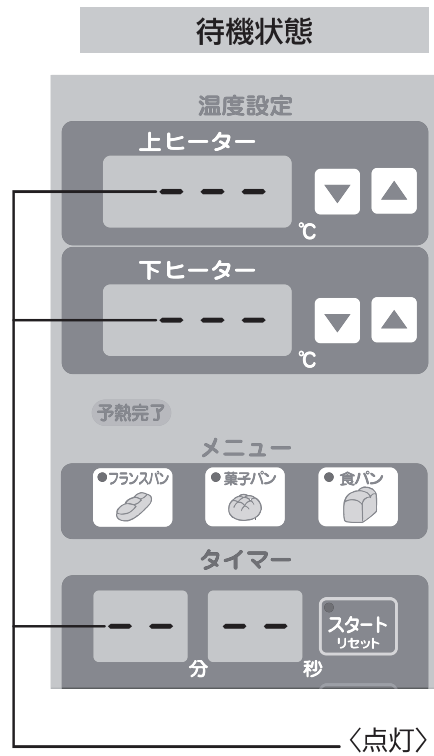 待機状態
温度設定
上ヒーター
---
℃
下ヒーター
---
℃
予熱完了
メニュー
フランスパン 菓子パン 食パン
タイマー
-- 分 -- 秒
スタート
リセット
〈点灯〉